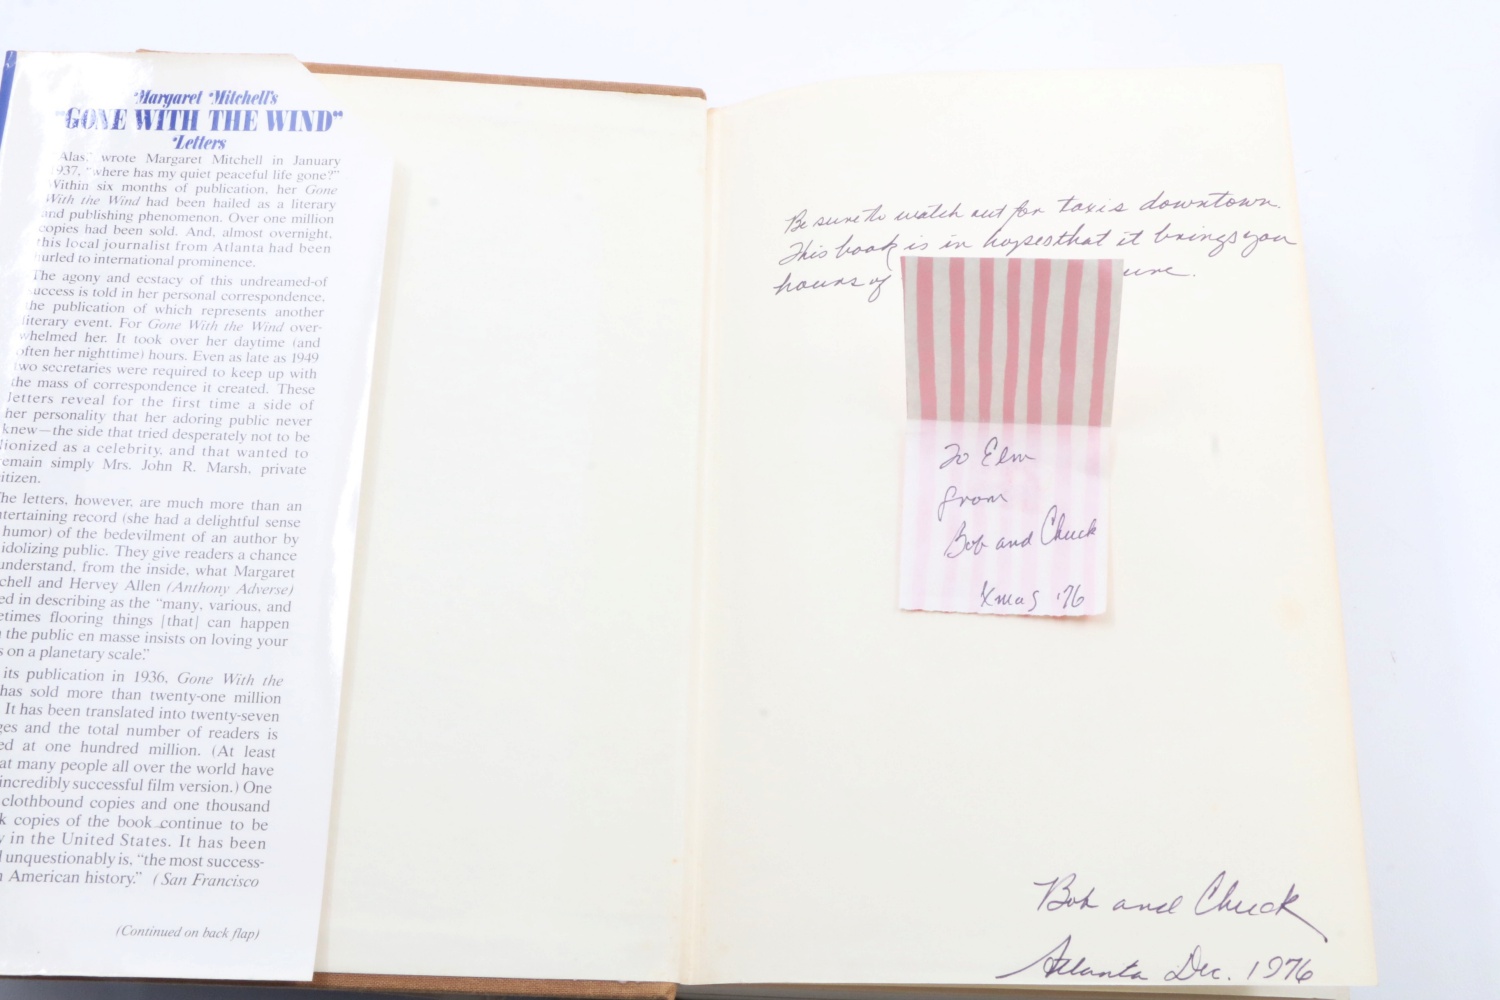 Margaret Mitchell's
"GONE WITH THE WIND"
Letters
Alas," wrote Margaret Mitchell in January
1937, "where has my quiet peaceful life gone?"
Within six months of publication, her Gone
With the Wind had been hailed as a literary
and publishing phenomenon. Over one million
copies had been sold. And, almost overnight,
this local journalist from Atlanta had been
hurled to international prominence.
The agony and ecstacy of this undreamed-of
success is told in her personal correspondence,
the publication of which represents another
literary event. For Gone With the Wind over-
whelmed her. It took over her daytime (and
often her nighttime) hours. Even as late as 1949
two secretaries were required to keep up with
the mass of correspondence it created. These
letters reveal for the first time a side of
her personality that her adoring public never
knew—the side that tried desperately not to be
lionized as a celebrity, and that wanted to
remain simply Mrs. John R. Marsh, private
citizen.
The letters, however, are much more than an
ntertaining record (she had a delightful sense
humor) of the bedevilment of an author by
idolizing public. They give readers a chance
understand, from the inside, what Margaret
chell and Hervey Allen (Anthony Adverse)
ed in describing as the "many, various, and
etimes flooring things [that] can happen
the public en masse insists on loving your
s on a planetary scale."
its publication in 1936, Gone With the
has sold more than twenty-one million
It has been translated into twenty-seven
ges and the total number of readers is
ed at one hundred million. (At least
at many people all over the world have
incredibly successful film version.) One
clothbound copies and one thousand
k copies of the book continue to be
y in the United States. It has been
unquestionably is, "the most success-
American history." (San Francisco
(Continued on back flap)
Be sure to watch out for taxis downtown.
This book is in hopes that it brings you
hours of
To Elm
from
Bob and Chuck
Xmas '76
Bob and Chuck
Atlanta Dec. 1976